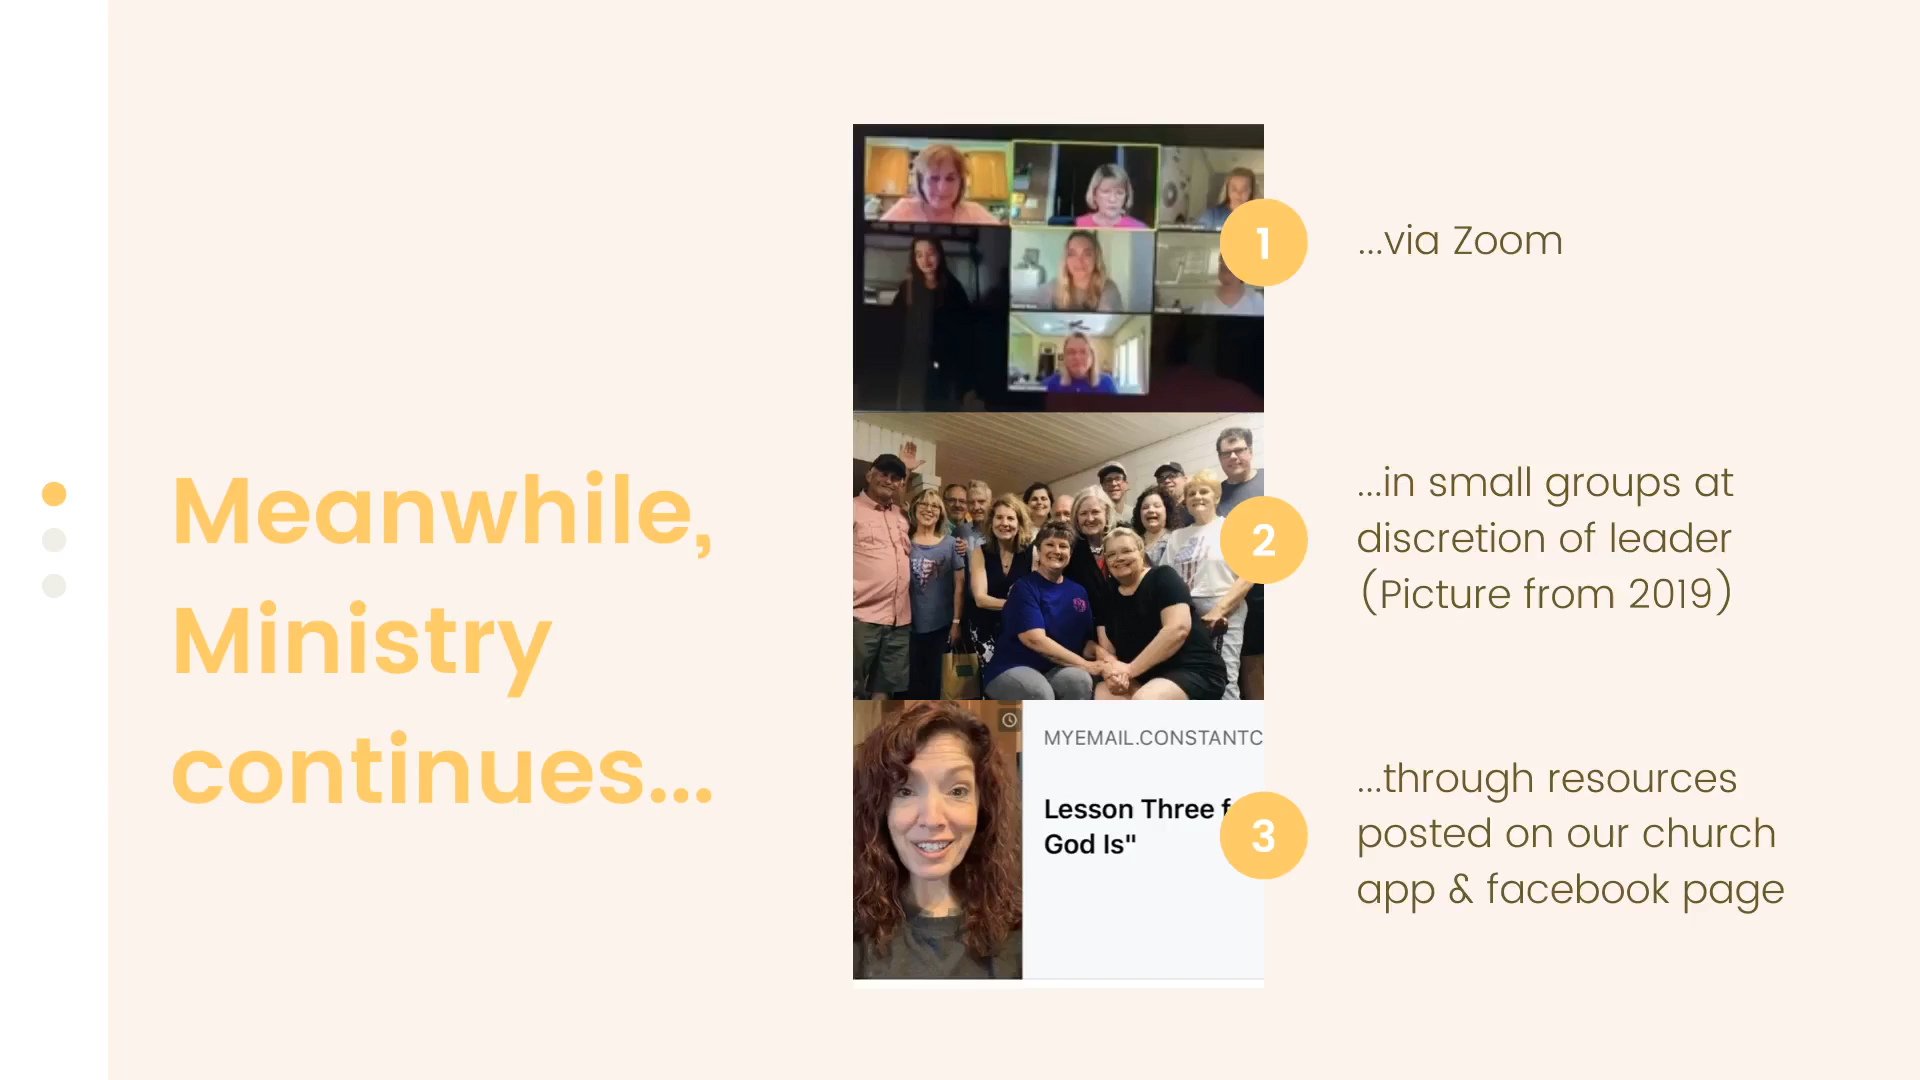 Meanwhile,
Ministry
continues...
1
...via Zoom
2
...in small groups at
discretion of leader
(Picture from 2019)
MYEMAIL.CONSTANTC
Lesson Three f
God Is"
3
...through resources
posted on our church
app & facebook page